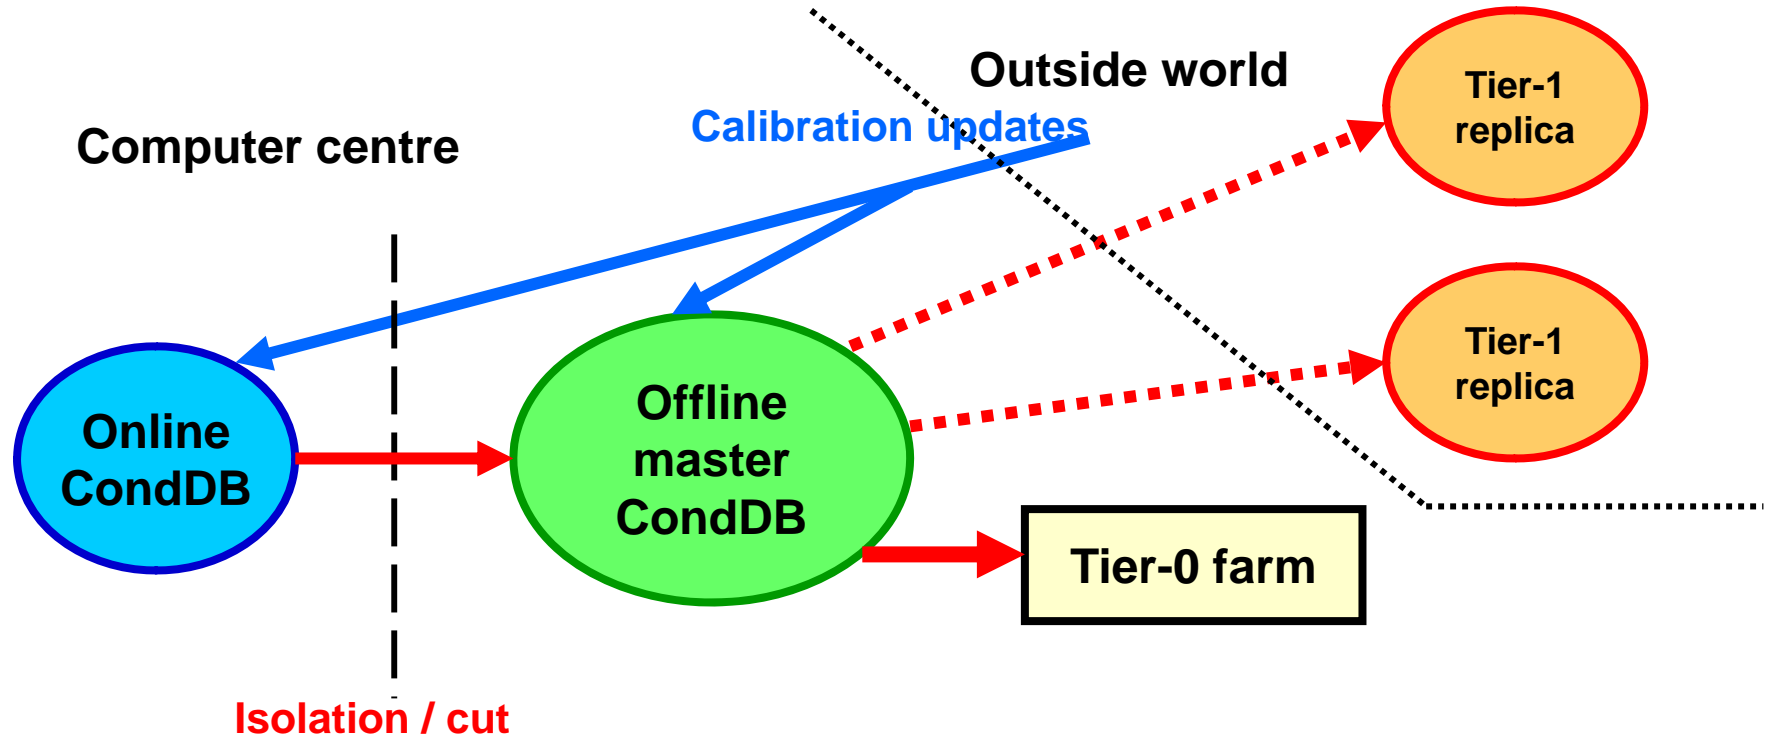 Outside world
Calibration updates
Computer centre
Tier-1
replica
Tier-1
replica
Online
CondDB
Offline
master
CondDB
Tier-0 farm
Isolation / cut